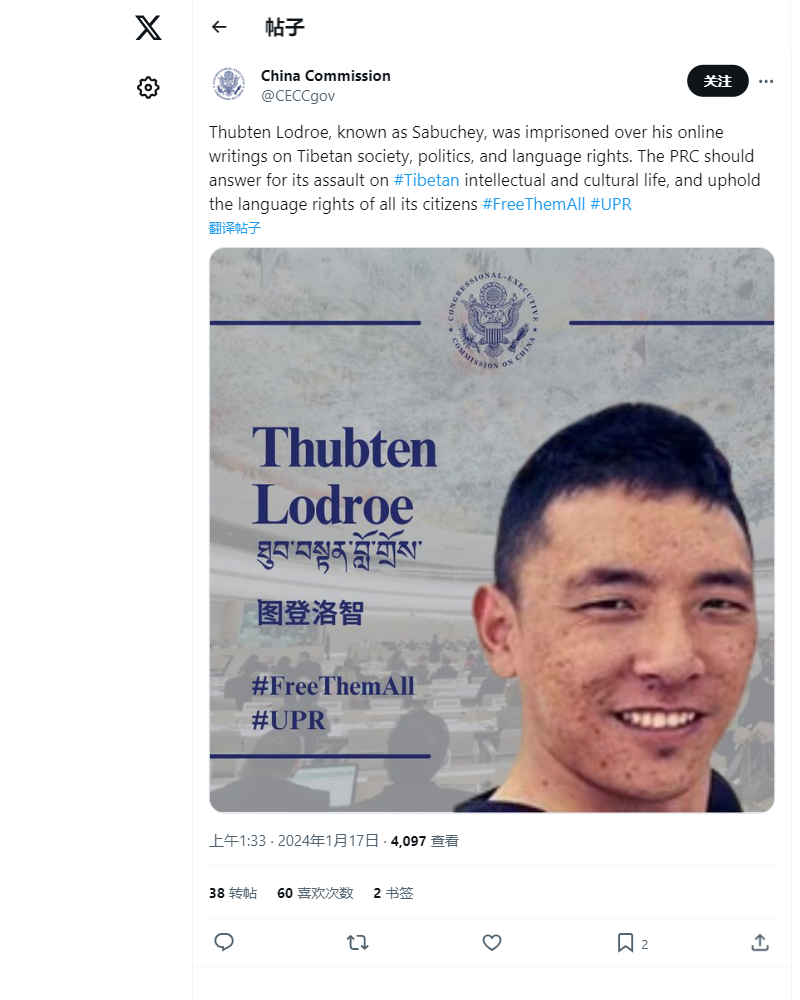 帖子
China Commission
@CECCgov
关注
Thubten Lodroe, known as Sabuchey, was imprisoned over his online
writings on Tibetan society, politics, and language rights. The PRC should
answer for its assault on #Tibetan intellectual and cultural life, and uphold
the language rights of all its citizens #FreeThemAll #UPR
翻译帖子
CONGRESSIONAL-EXECUTIVE
COMMISSION ON CHINA
Thubten
Lodroe
ཐུབ་བསྟན་བློ་གྲོས་
图登洛智
#FreeThemAll
#UPR
上午1:33 · 2024年1月17日 · 4,097 查看
38 转帖 60 喜欢次数 2 书签
2